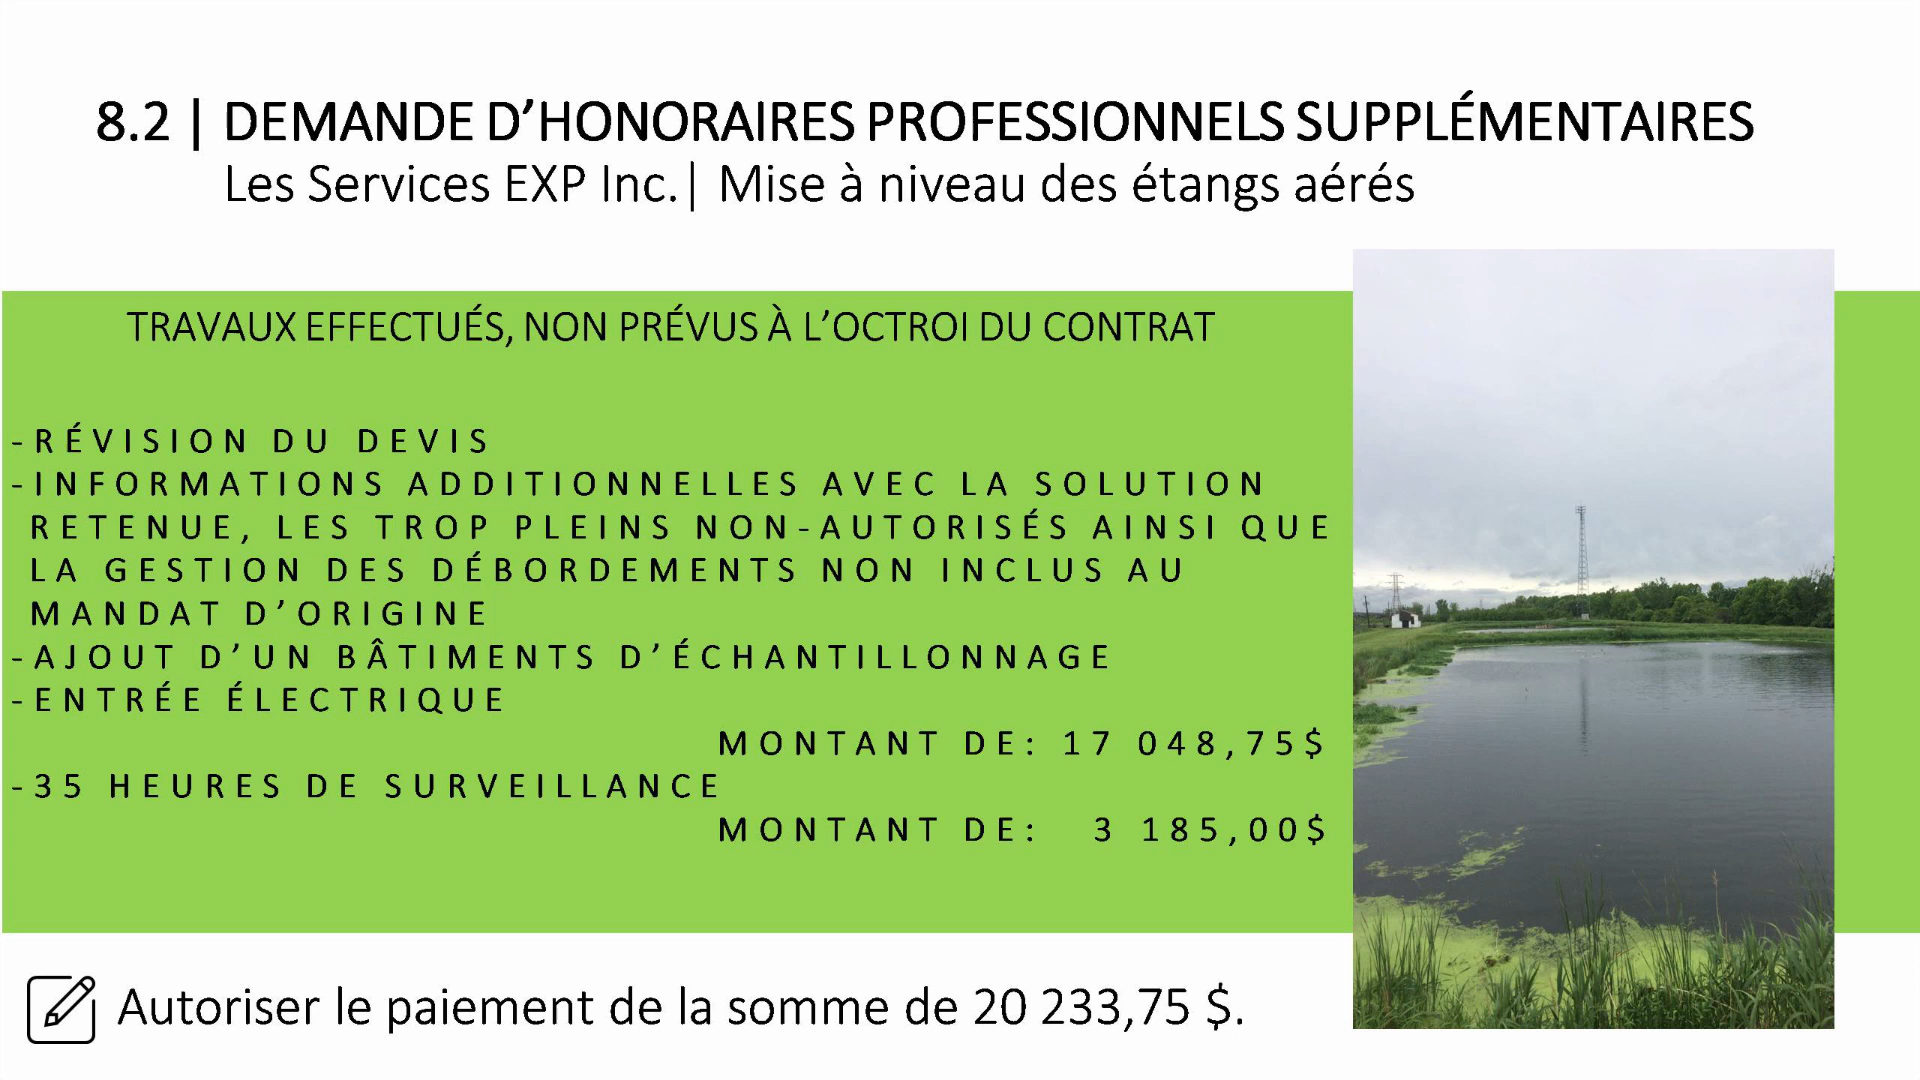 8.2 | DEMANDE D’HONORAIRES PROFESSIONNELS SUPPLÉMENTAIRES
Les Services EXP Inc.| Mise à niveau des étangs aérés
TRAVAUX EFFECTUÉS, NON PRÉVUS À L’OCTROI DU CONTRAT
-RÉVISION DU DEVIS
-INFORMATIONS ADDITIONNELLES AVEC LA SOLUTION
RETENUE, LES TROP PLEINS NON-AUTORISÉS AINSI QUE
LA GESTION DES DÉBORDEMENTS NON INCLUS AU
MANDAT D’ORIGINE
-AJOUT D’UN BÂTIMENTS D’ÉCHANTILLONNAGE
-ENTRÉE ÉLECTRIQUE
MONTANT DE: 17 048,75$
-35 HEURES DE SURVEILLANCE
MONTANT DE: 3 185,00$
Autoriser le paiement de la somme de 20 233,75 $.